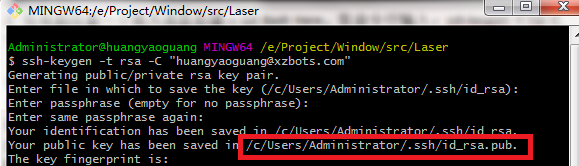 MINGW64:/e/Project/Window/src/Laser
Administrator@huangyaoguang MINGW64 /e/Project/Window/src/Laser
$ ssh-keygen -t rsa -C "huangyaoguang@xzbots.com"
Generating public/private rsa key pair.
Enter file in which to save the key (/c/Users/Administrator/.ssh/id_rsa):
Enter passphrase (empty for no passphrase):
Enter same passphrase again:
Your identification has been saved in /c/Users/Administrator/.ssh/id_rsa.
Your public key has been saved in /c/Users/Administrator/.ssh/id_rsa.pub.
The key fingerprint is: